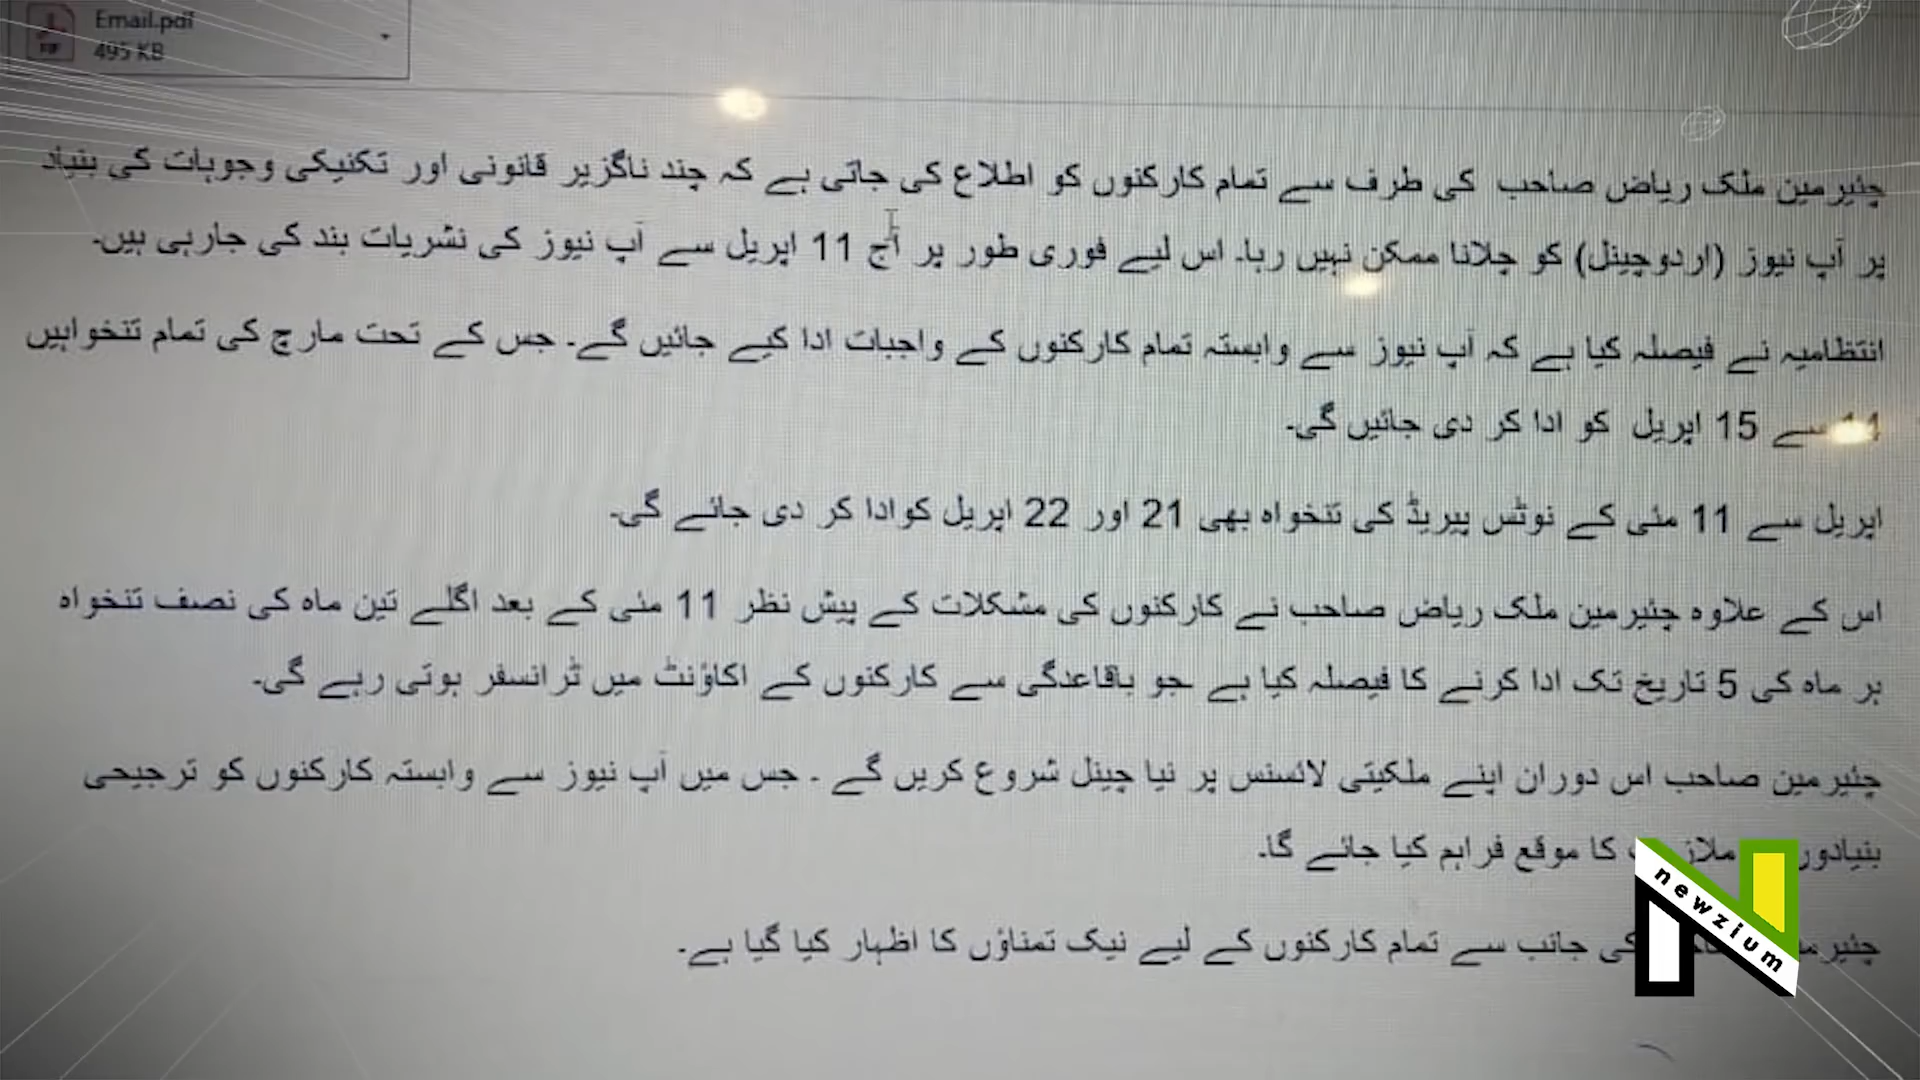 Email.pdf
495 KB
چئیرمین ملک ریاض صاحب کی طرف سے تمام کارکنوں کو اطلاع کی جاتی ہے کہ چند ناگزیر قانونی اور تکنیکی وجوہات کی بنیاد
پر آپ نیوز (اردوچینل) کو چلانا ممکن نہیں رہا۔ اس لیے فوری طور پر آج 11 اپریل سے آپ نیوز کی نشریات بند کی جارہی ہیں۔
انتظامیہ نے فیصلہ کیا ہے کہ آپ نیوز سے وابستہ تمام کارکنوں کے واجبات ادا کیے جائیں گے۔ جس کے تحت مارچ کی تمام تنخواہیں
سے 15 اپریل کو ادا کر دی جائیں گی۔
اپریل سے 11 مئی کے نوٹس پیریڈ کی تنخواہ بھی 21 اور 22 اپریل کوادا کر دی جائے گی۔
اس کے علاوہ چئیرمین ملک ریاض صاحب نے کارکنوں کی مشکلات کے پیش نظر 11 مئی کے بعد اگلے تین ماہ کی نصف تنخواہ
ہر ماہ کی 5 تاریخ تک ادا کرنے کا فیصلہ کیا ہے جو باقاعدگی سے کارکنوں کے اکاؤنٹ میں ٹرانسفر ہوتی رہے گی۔
چئیرمین صاحب اس دوران اپنے ملکیتی لائسنس پر نیا چینل شروع کریں گے ۔ جس میں آپ نیوز سے وابستہ کارکنوں کو ترجیحی
کا موقع فراہم کیا جائے گا۔
کی جانب سے تمام کارکنوں کے لیے نیک تمناؤں کا اظہار کیا گیا ہے۔
newzium